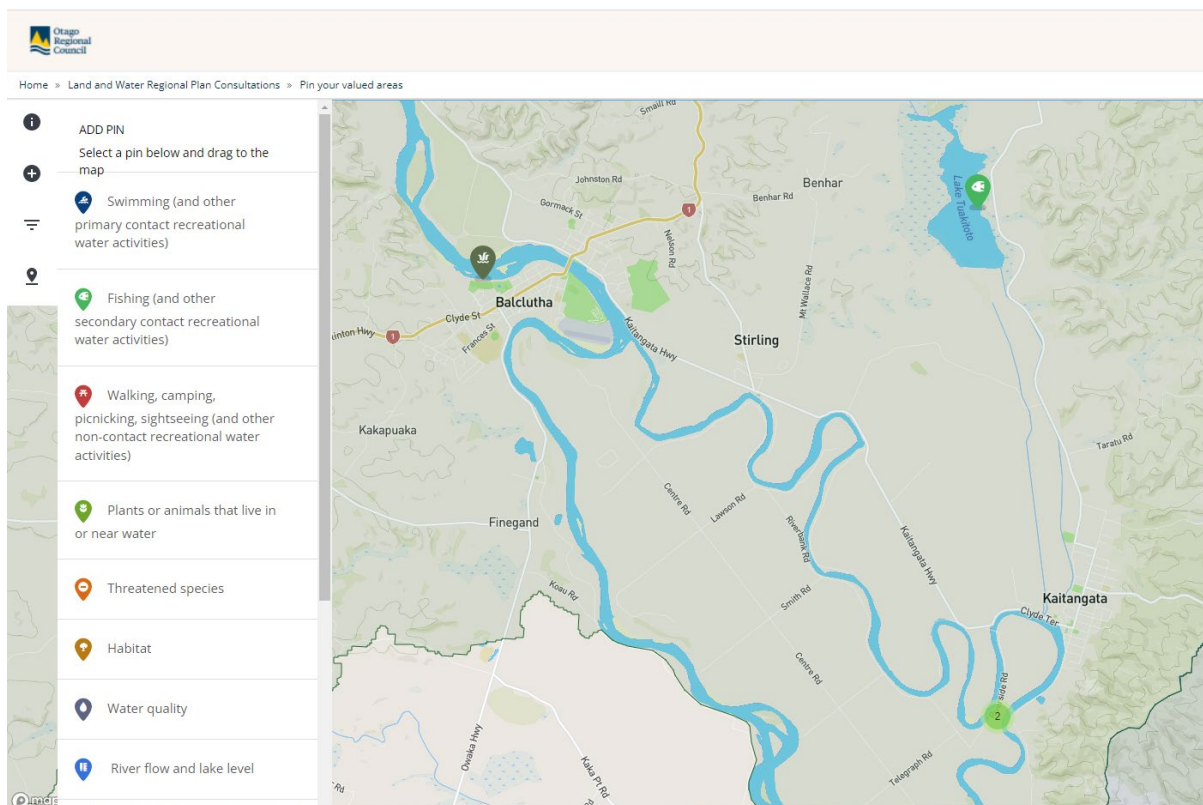 Otago
Regional
Council
Home » Land and Water Regional Plan Consultations » Pin your valued areas
ADD PIN
Select a pin below and drag to the
map
Swimming (and other
primary contact recreational
water activities)
Fishing (and other
secondary contact recreational
water activities)
Walking, camping,
picnicking, sightseeing (and other
non-contact recreational water
activities)
Plants or animals that live in
or near water
Threatened species
Habitat
Water quality
River flow and lake level
Smaill Rd
Johnston Rd
Benhar
Benhar Rd
Gormack St
1
Nelson Rd
Lake Tuakitoto
Mt Wallace Rd
Balclutha
Clyde St
inton Hwy
1
Frances St
Kaitangata Hwy
Stirling
Kakapuaka
Taratu Rd
Centre Rd
Lawson Rd
Finegand
Riverbank Rd
Kaitangata Hwy
Koau Rd
Smith Rd
Kaitangata
Clyde Ter
Centre Rd
side Rd
2
Owaka Hwy
Kaka Pt Rd
Telegraph Rd
Rd
map